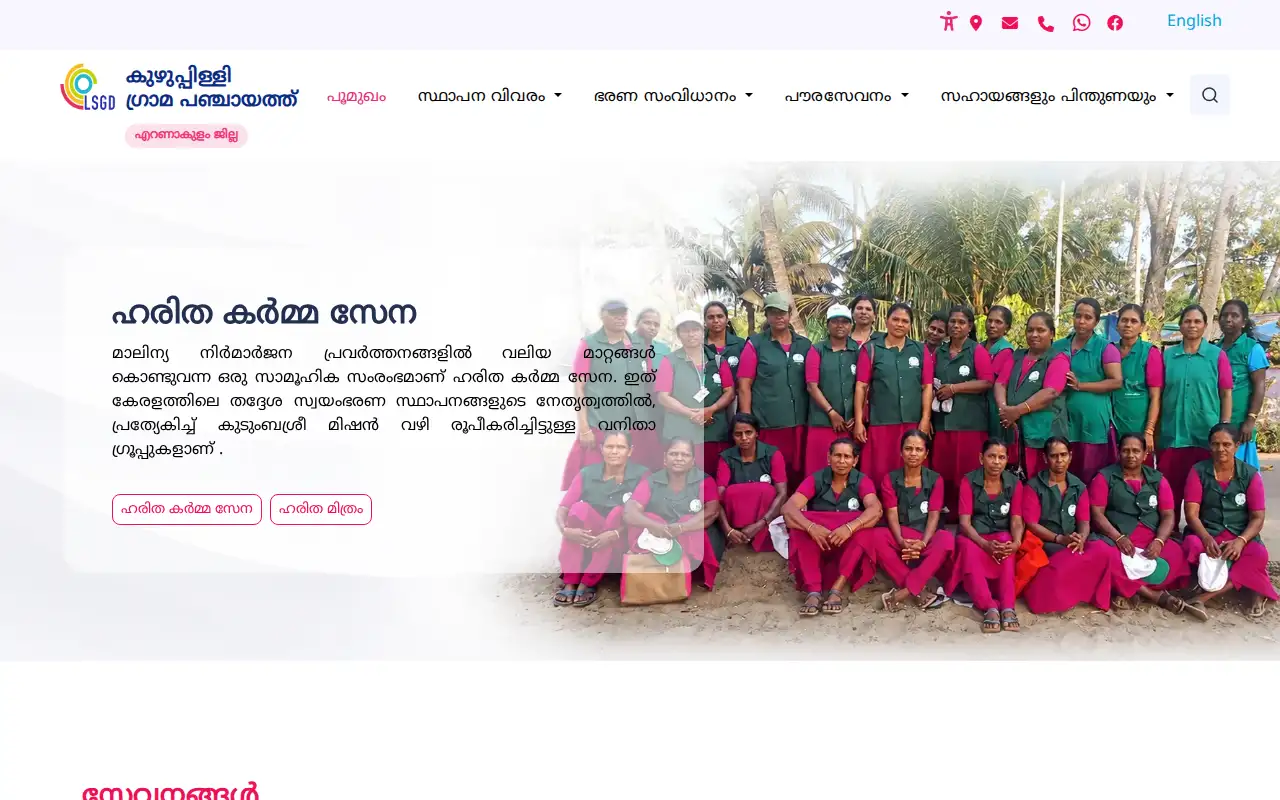 English
കുഴുപ്പിള്ളി
ഗ്രാമ പഞ്ചായത്ത്
LSGD
എറണാകുളം ജില്ല
പൂമുഖം
സ്ഥാപന വിവരം
ഭരണ സംവിധാനം
പൗരസേവനം
സഹായങ്ങളും പിന്തുണയും
ഹരിത കർമ്മ സേന
മാലിന്യ നിർമാർജന പ്രവർത്തനങ്ങളിൽ വലിയ മാറ്റങ്ങൾ
കൊണ്ടുവന്ന ഒരു സാമൂഹിക സംരംഭമാണ് ഹരിത കർമ്മ സേന. ഇത്
കേരളത്തിലെ തദ്ദേശ സ്വയംഭരണ സ്ഥാപനങ്ങളുടെ നേതൃത്വത്തിൽ,
പ്രത്യേകിച്ച് കുടുംബശ്രീ മിഷൻ വഴി രൂപീകരിച്ചിട്ടുള്ള വനിതാ
ഗ്രൂപ്പുകളാണ് .
ഹരിത കർമ്മ സേന
ഹരിത മിത്രം
സേവനങ്ങൾ